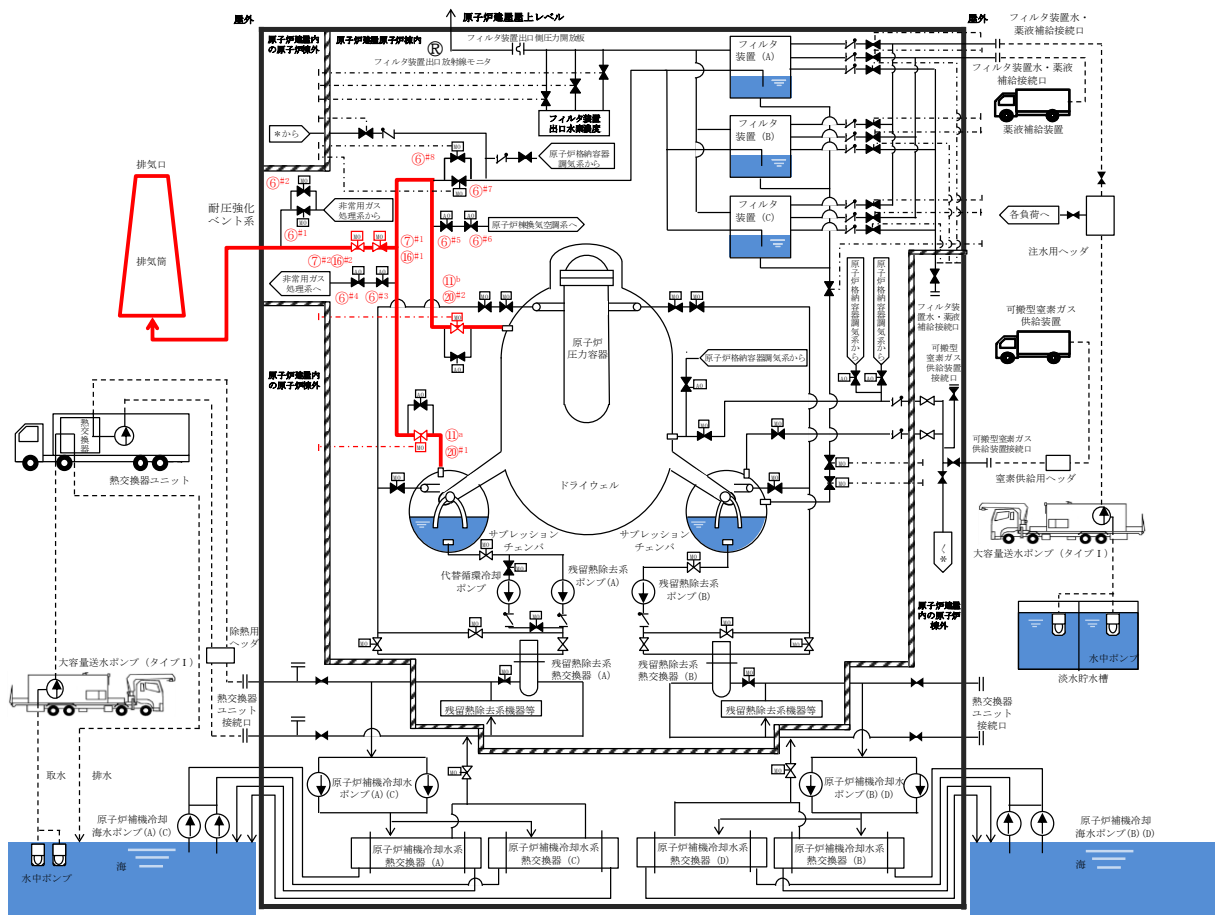 屋外
原子炉建屋屋上レベル
屋外
原子炉建屋内
の原子炉棟外
原子炉建屋原子炉棟内
フィルタ装置出口側圧力開放板
R
フィルタ装置出口放射線モニタ
フィルタ装置
出口水素濃度
フィルタ
装置 (A)
フィルタ
装置 (B)
フィルタ
装置 (C)
フィルタ装置水・
薬液補給接続口
フィルタ装置水・薬液
補給接続口
薬液補給装置
*から
原子炉格納容器
調気系から
排気口
排気筒
耐圧強化
ベント系
非常用ガス
処理系から
原子炉棟換気空調系へ
非常用ガス
処理系へ
⑥#8
⑥#7
⑥#2
⑥#1
⑥#5
⑥#6
⑦#1
⑯#1
⑦#2⑯#2
⑥#4
⑥#3
⑪b
⑳#2
⑪a
⑳#1
MO
AO
各負荷へ
注水用ヘッダ
原子炉格納容器調気系から
原子炉格納容器調気系から
フィルタ装
置水・薬液
補給接続口
可搬型窒素ガス
供給装置
可搬型
窒素ガス
供給装置
接続口
原子炉
圧力容器
原子炉格納容器調気系から
原子炉建屋内
の原子炉棟外
熱交換器
熱交換器ユニット
ドライウェル
サプレッション
チェンバ
サプレッション
チェンバ
可搬型窒素ガス
供給装置接続口
窒素供給用ヘッダ
大容量送水ポンプ（タイプⅠ）
代替循環冷却
ポンプ
残留熱除去系
ポンプ(A)
残留熱除去系
ポンプ(B)
原子炉建屋
内の原子炉
棟外
水中ポンプ
淡水貯水槽
除熱用
ヘッダ
大容量送水ポンプ（タイプⅠ）
残留熱除去系
熱交換器 (A)
残留熱除去系
熱交換器 (B)
残留熱除去系機器等
残留熱除去系機器等
熱交換器
ユニット
接続口
熱交換器
ユニット
接続口
取水
排水
原子炉補機冷却水
ポンプ(A)(C)
原子炉補機冷却水
ポンプ(B)(D)
原子炉補機冷却
海水ポンプ(A)(C)
原子炉補機冷却
海水ポンプ(B)(D)
原子炉補機冷却水系
熱交換器 (A)
原子炉補機冷却水系
熱交換器 (C)
原子炉補機冷却水系
熱交換器 (D)
原子炉補機冷却水系
熱交換器 (B)
海
水中ポンプ
海